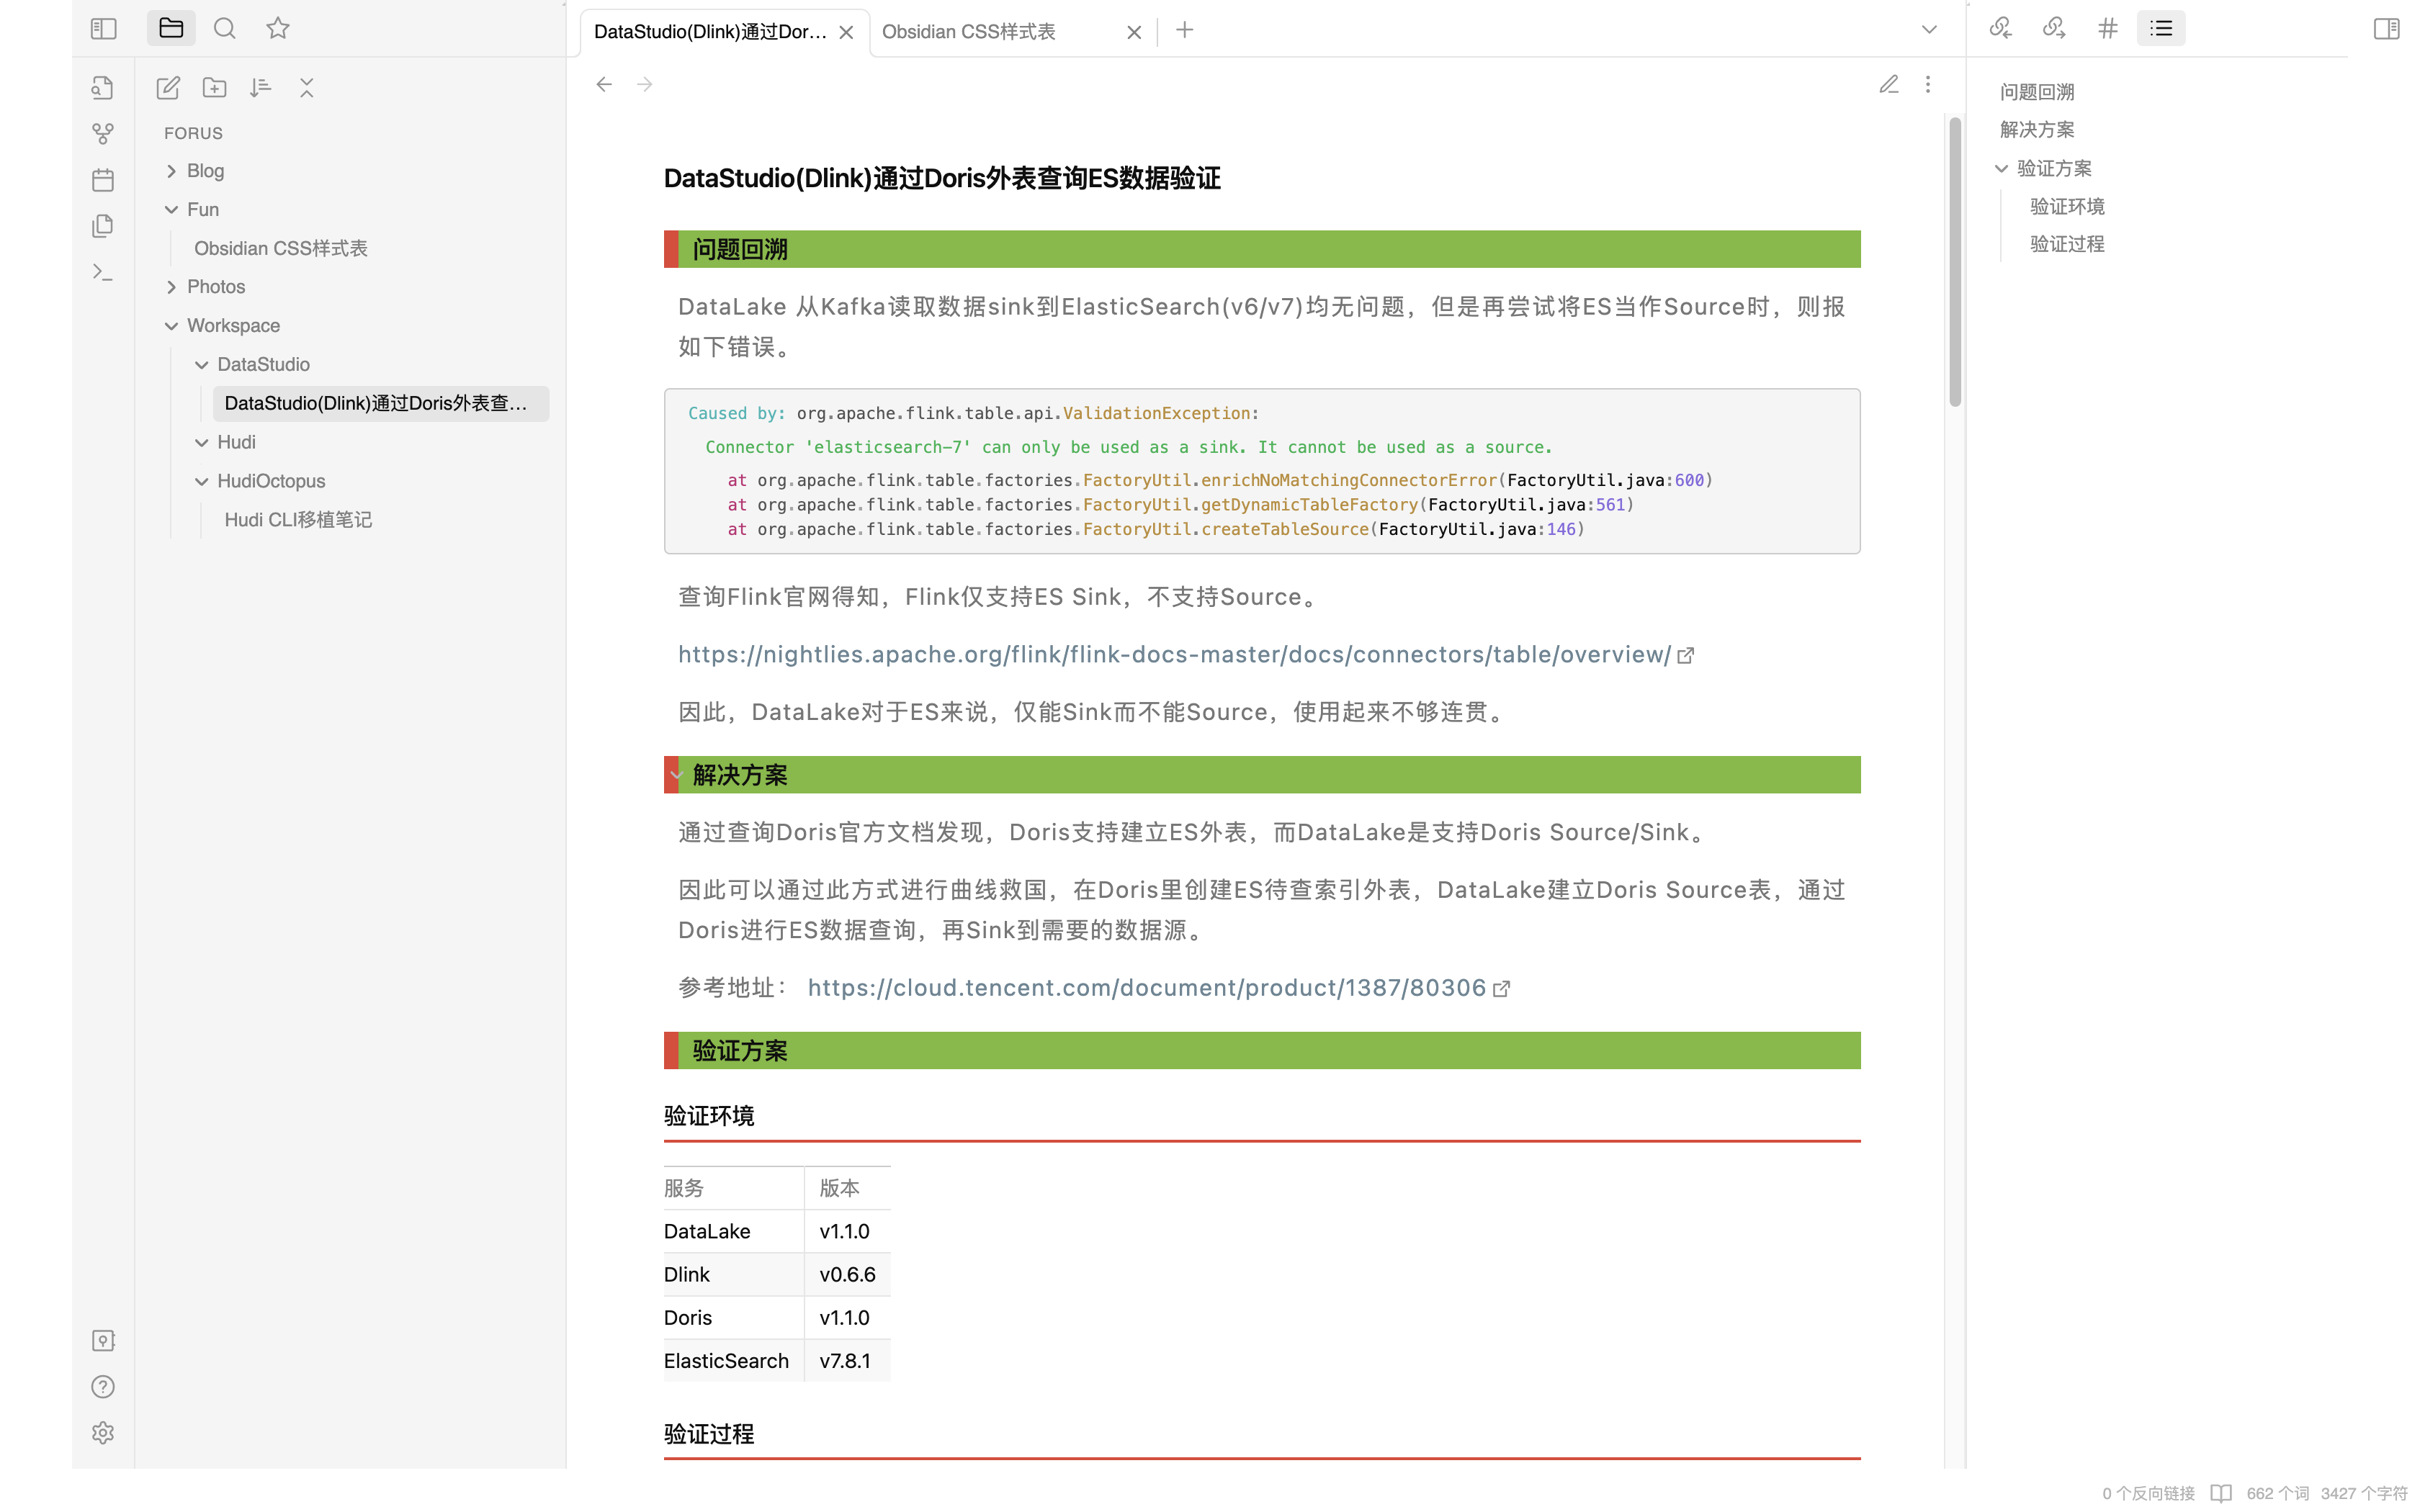 DataStudio(Dlink)通过Dor...
Obsidian CSS样式表
FORUS
Blog
Fun
Obsidian CSS样式表
Photos
Workspace
DataStudio
DataStudio(Dlink)通过Doris外表查...
Hudi
HudiOctopus
Hudi CLI移植笔记
DataStudio(Dlink)通过Doris外表查询ES数据验证
问题回溯
DataLake 从Kafka读取数据sink到ElasticSearch(v6/v7)均无问题，但是再尝试将ES当作Source时，则报
如下错误。
Caused by: org.apache.flink.table.api.ValidationException:
Connector 'elasticsearch-7' can only be used as a sink. It cannot be used as a source.
at org.apache.flink.table.factories.FactoryUtil.enrichNoMatchingConnectorError(FactoryUtil.java:600)
at org.apache.flink.table.factories.FactoryUtil.getDynamicTableFactory(FactoryUtil.java:561)
at org.apache.flink.table.factories.FactoryUtil.createTableSource(FactoryUtil.java:146)
查询Flink官网得知，Flink仅支持ES Sink，不支持Source。
https://nightlies.apache.org/flink/flink-docs-master/docs/connectors/table/overview/
因此，DataLake对于ES来说，仅能Sink而不能Source，使用起来不够连贯。
解决方案
通过查询Doris官方文档发现，Doris支持建立ES外表，而DataLake是支持Doris Source/Sink。
因此可以通过此方式进行曲线救国，在Doris里创建ES待查索引外表，DataLake建立Doris Source表，通过
Doris进行ES数据查询，再Sink到需要的数据源。
参考地址： https://cloud.tencent.com/document/product/1387/80306
验证方案
验证环境
服务 版本
DataLake v1.1.0
Dlink v0.6.6
Doris v1.1.0
ElasticSearch v7.8.1
验证过程
问题回溯
解决方案
验证方案
验证环境
验证过程
0 个反向链接 662 个词 3427 个字符